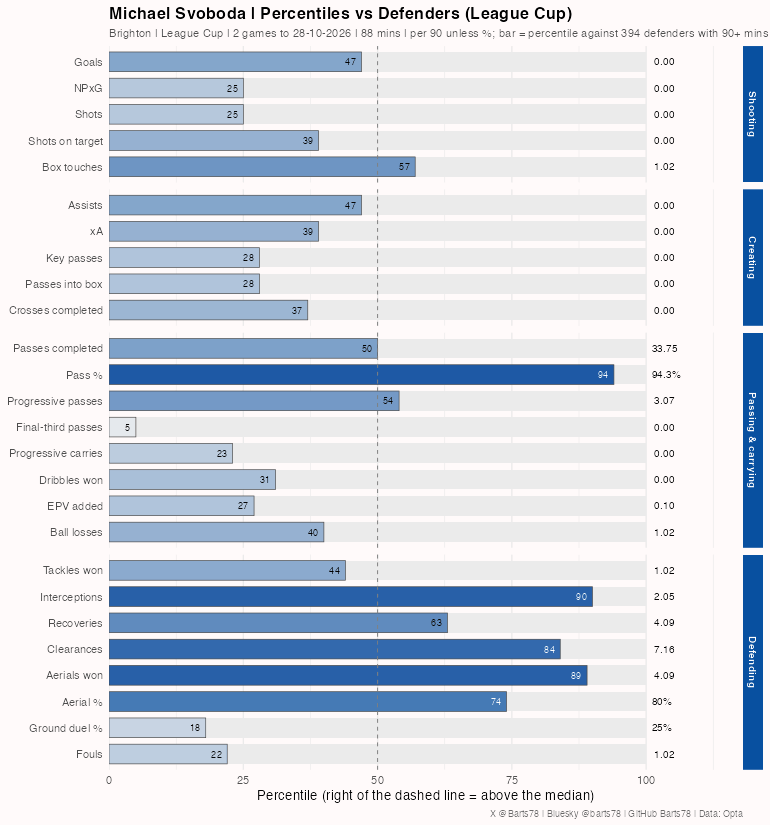 Michael Svoboda | Percentiles vs Defenders (League Cup)
Brighton | League Cup | 2 games to 28-10-2026 | 88 mins | per 90 unless %; bar = percentile against 394 defenders with 90+ mins
Goals 47 0.00
NPxG 25 0.00
Shots 25 0.00
Shots on target 39 0.00
Box touches 57 1.02
Shooting
Assists 47 0.00
xA 39 0.00
Key passes 28 0.00
Passes into box 28 0.00
Crosses completed 37 0.00
Creating
Passes completed 50 33.75
Pass % 94 94.3%
Progressive passes 54 3.07
Final-third passes 5 0.00
Progressive carries 23 0.00
Dribbles won 31 0.00
EPV added 27 0.10
Ball losses 40 1.02
Passing & carrying
Tackles won 44 1.02
Interceptions 90 2.05
Recoveries 63 4.09
Clearances 84 7.16
Aerials won 89 4.09
Aerial % 74 80%
Ground duel % 18 25%
Fouls 22 1.02
Defending
0 25 50 75 100
Percentile (right of the dashed line = above the median)
X @Barts78 | Bluesky @barts78 | GitHub Barts78 | Data: Opta